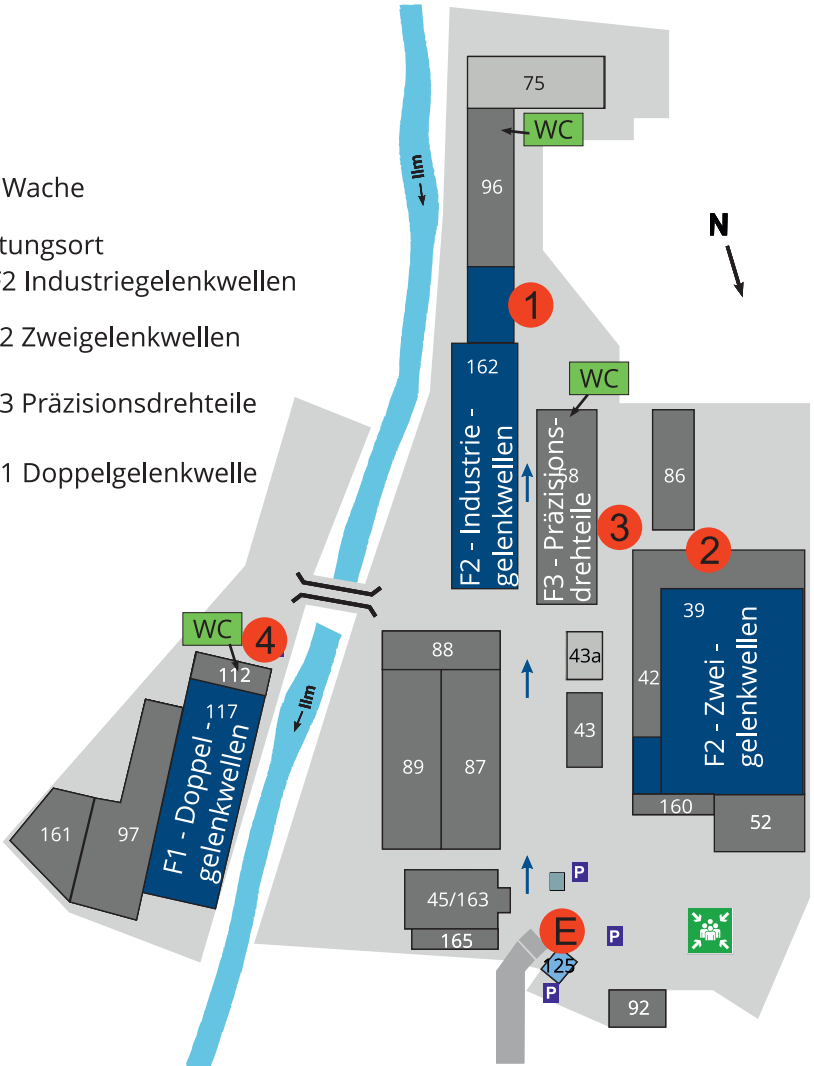 75
WC
96
Ilm
Wache
N
tungsort
F2 Industriegelenkwellen
1
2 Zweigelenkwellen
162
WC
3 Präzisionsdrehteile
F2 - Industrie -
gelenkwellen
58
F3 - Präzisions-
drehteile
86
1 Doppelgelenkwelle
3
2
39
WC
4
112
88
43a
42
F2 - Zwei -
gelenkwellen
Ilm
117
F1 - Doppel -
gelenkwellen
43
89
87
160
52
161
97
P
45/163
165
E
P
125
P
92